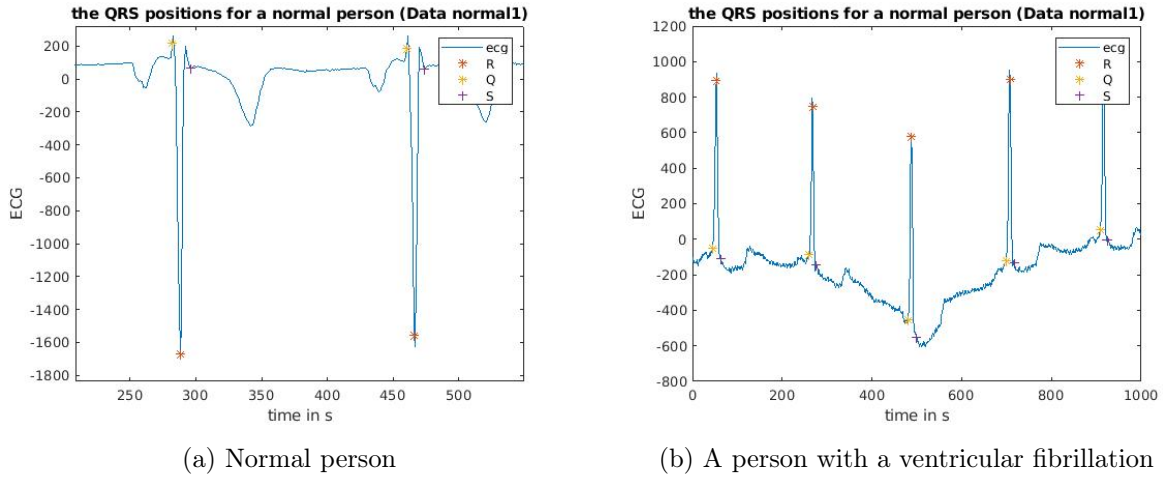 the QRS positions for a normal person (Data normal1)
ECG
200
0
-200
-400
-600
-800
-1000
-1200
-1400
-1600
-1800
250 300 350 400 450 500
time in s
ecg
R
Q
S
(a) Normal person
the QRS positions for a normal person (Data normal1)
ECG
1200
1000
800
600
400
200
0
-200
-400
-600
-800
0 200 400 600 800 1000
time in s
ecg
R
Q
S
(b) A person with a ventricular fibrillation